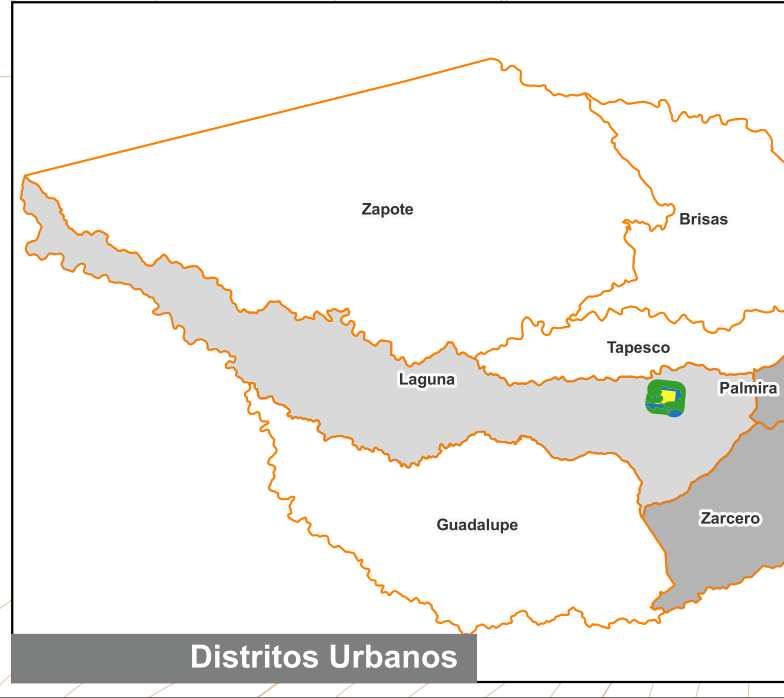 Zapote
Brisas
Tapesco
Laguna
Palmira
Zarcero
Guadalupe
Distritos Urbanos